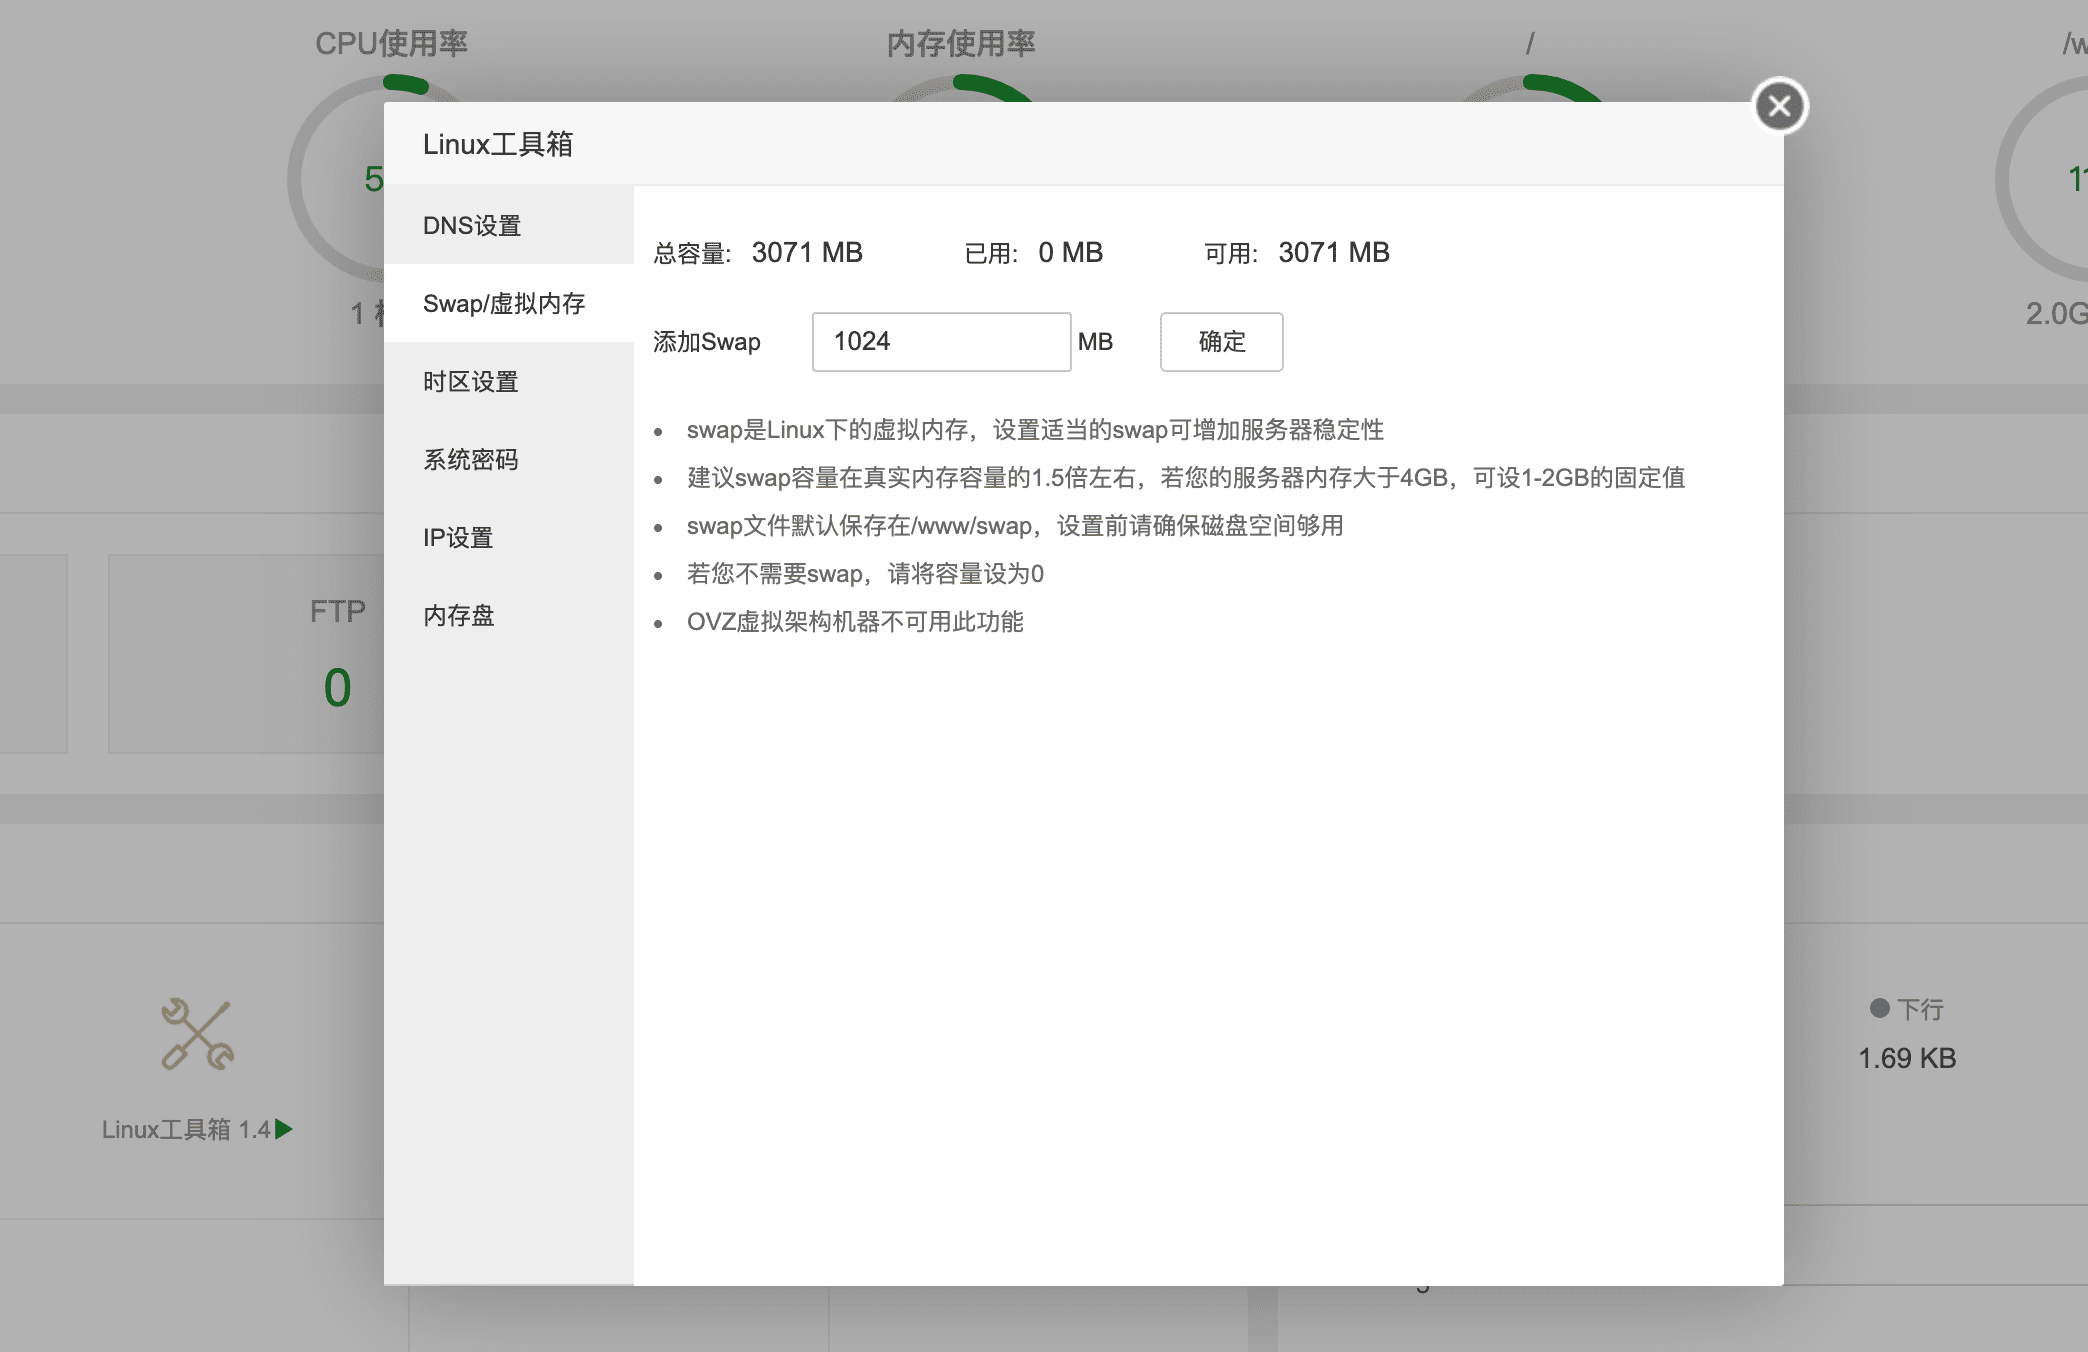 CPU使用率
内存使用率
/
/w
Linux工具箱
DNS设置
Swap/虚拟内存
时区设置
系统密码
IP设置
内存盘
总容量: 3071 MB 已用: 0 MB 可用: 3071 MB
添加Swap 1024 MB 确定
swap是Linux下的虚拟内存，设置适当的swap可增加服务器稳定性
建议swap容量在真实内存容量的1.5倍左右，若您的服务器内存大于4GB，可设1-2GB的固定值
swap文件默认保存在/www/swap，设置前请确保磁盘空间够用
若您不需要swap，请将容量设为0
OVZ虚拟架构机器不可用此功能
5
11
1
2.0G
FTP
0
下行
1.69 KB
Linux工具箱 1.4